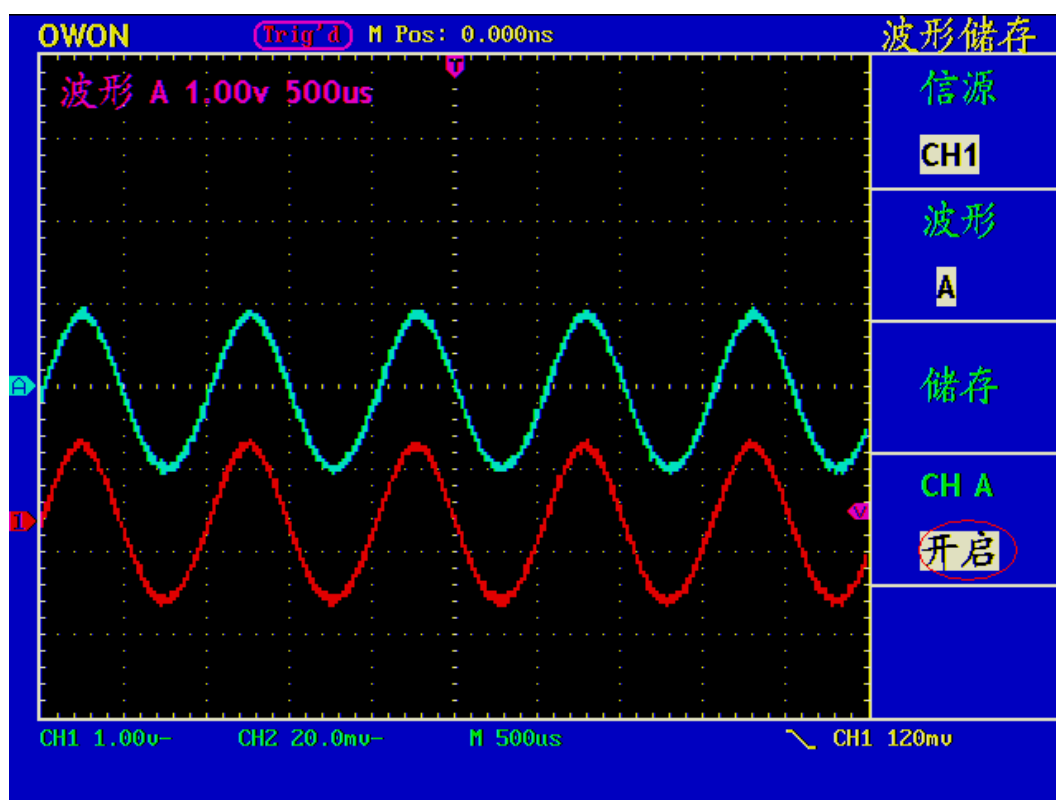 OWON Trig'd M Pos: 0.000ns 波形储存
T
波形 A 1.00v 500us
信源
CH1
波形
A
A
储存
CH A
1
V
开启
CH1 1.00v- CH2 20.0mv- M 500us CH1 120mv